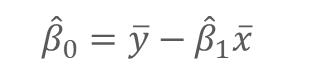 β̂₀ = ȳ − β̂₁x̄